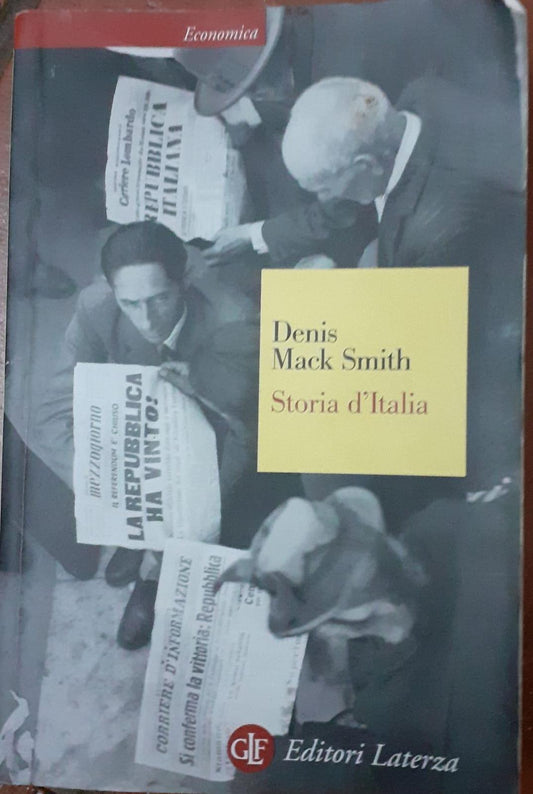 Economica
Corriere Lombardo
REPUBBLICA
ITALIANA
Denis
Mack Smith
Storia d'Italia
mezzogiorno
IL REFERENDUM E' CHIUSO
LA REPUBBLICA
HA VINTO!
CORRIERE D'INFORMAZIONE
Si conferma la vittoria: Repubblica
GLF Editori Laterza